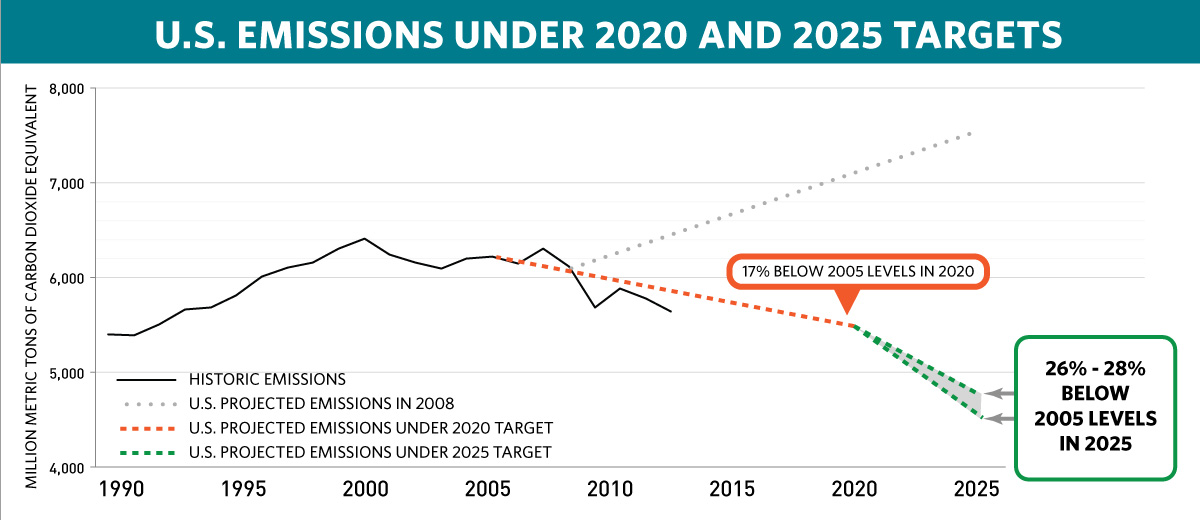 U.S. EMISSIONS UNDER 2020 AND 2025 TARGETS
MILLION METRIC TONS OF CARBON DIOXIDE EQUIVALENT
8,000
7,000
6,000
5,000
4,000
17% BELOW 2005 LEVELS IN 2020
26% - 28%
BELOW
2005 LEVELS
IN 2025
HISTORIC EMISSIONS
U.S. PROJECTED EMISSIONS IN 2008
U.S. PROJECTED EMISSIONS UNDER 2020 TARGET
U.S. PROJECTED EMISSIONS UNDER 2025 TARGET
1990 1995 2000 2005 2010 2015 2020 2025